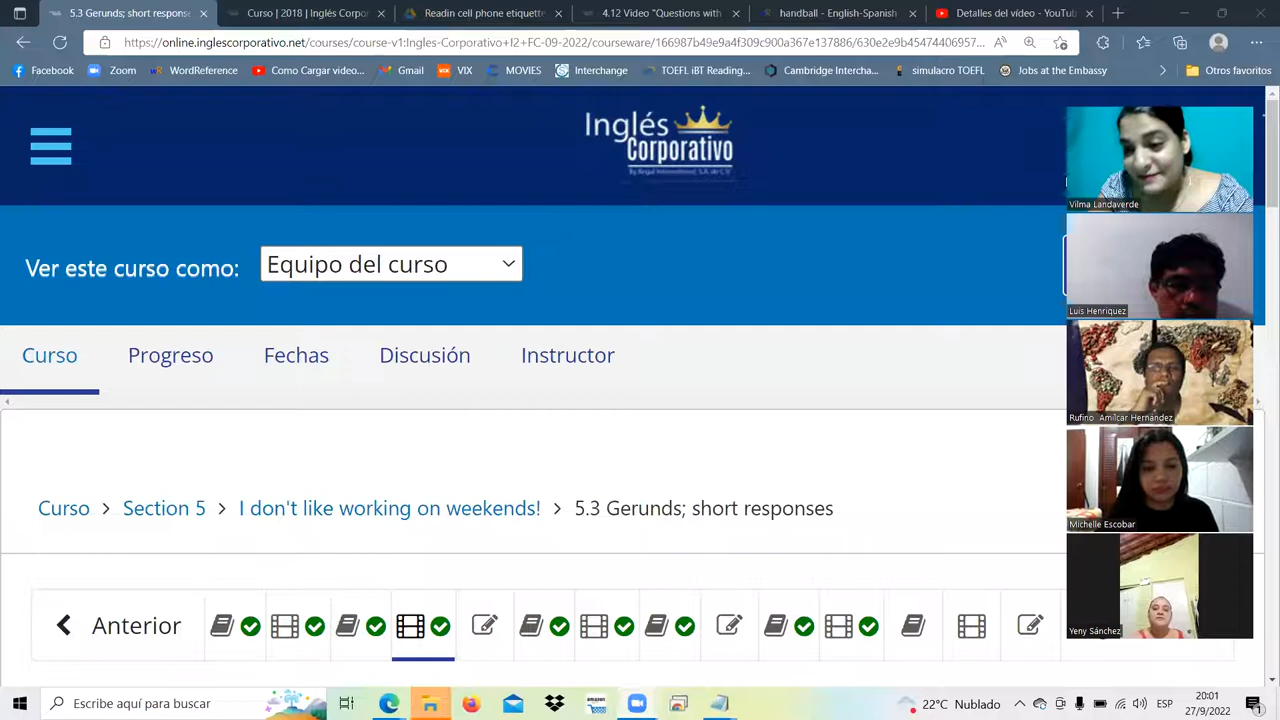 5.3 Gerunds; short response
Curso | 2018 | Inglés Corpor
Readin cell phone etiquette
4.12 Video "Questions with
handball - English-Spanish
Detalles del vídeo - YouTu
https://online.inglescorporativo.net/courses/course-v1:Ingles-Corporativo+I2+FC-09-2022/courseware/166987b49e9a4f309c900a367e137886/630e2e9b45474406957...
Facebook
Zoom
WordReference
Como Cargar video...
Gmail
VIX
MOVIES
Interchange
TOEFL iBT Reading...
Cambridge Intercha...
simulacro TOEFL
Jobs at the Embassy
Otros favoritos
Inglés
Corporativo
Ver este curso como:
Equipo del curso
Vilma Landaverde
Luis Henriquez
Curso
Progreso
Fechas
Discusión
Instructor
Rufino Amilcar Hernández
Curso > Section 5 > I don't like working on weekends! > 5.3 Gerunds; short responses
Michelle Escobar
Anterior
Yeny Sánchez
Escribe aquí para buscar
22°C Nublado
ESP
20:01
27/9/2022